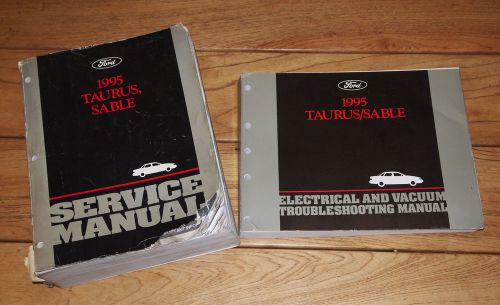 Ford
1995
TAURUS,
SABLE
SERVICE
MANUAL
Ford
1995
TAURUS/SABLE
ELECTRICAL AND VACUUM
TROUBLESHOOTING MANUAL